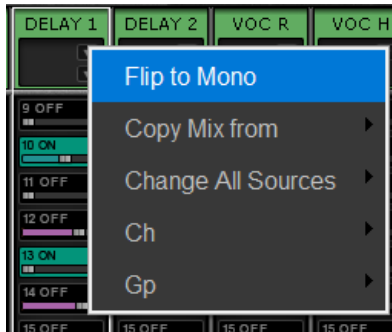 DELAY 1 DELAY 2 VOC R VOC H
Flip to Mono
9 OFF
Copy Mix from
10 ON
11 OFF
Change All Sources
12 OFF
Ch
13 ON
14 OFF
Gp
15 OFF 15 OFF 15 OFF 15 OFF